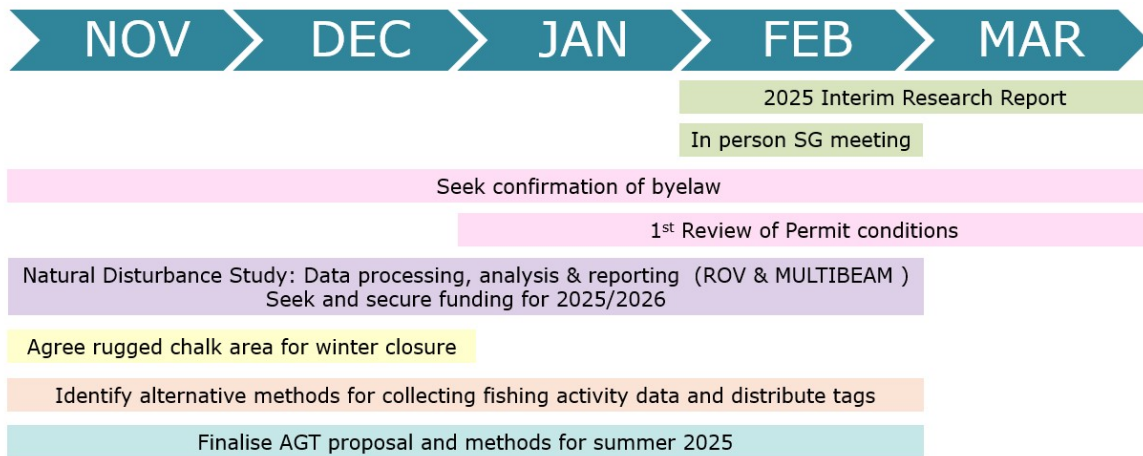 NOV DEC JAN FEB MAR
2025 Interim Research Report
In person SG meeting
Seek confirmation of byelaw
1st Review of Permit conditions
Natural Disturbance Study: Data processing, analysis & reporting (ROV & MULTIBEAM )
Seek and secure funding for 2025/2026
Agree rugged chalk area for winter closure
Identify alternative methods for collecting fishing activity data and distribute tags
Finalise AGT proposal and methods for summer 2025